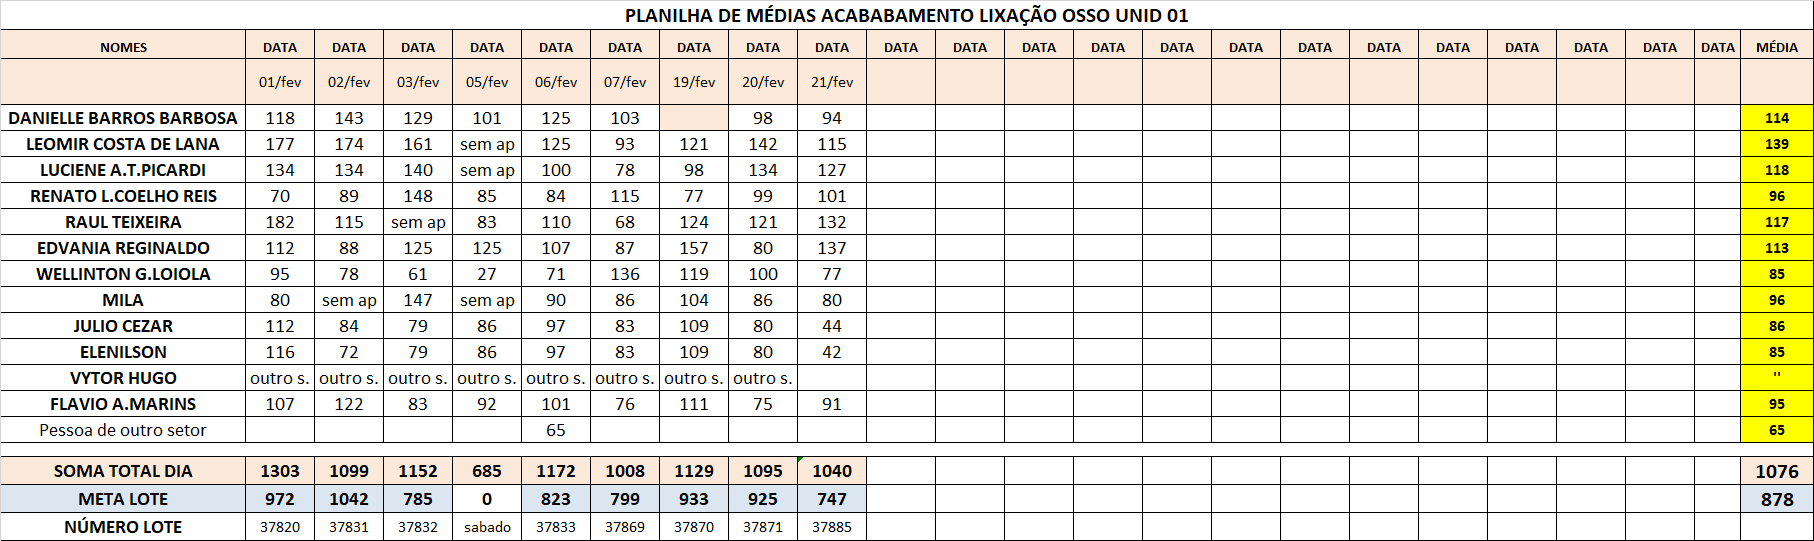 PLANILHA DE MÉDIAS ACABABAMENTO LIXAÇÃO OSSO UNID 01
NOMES DATA DATA DATA DATA DATA DATA DATA DATA DATA DATA DATA DATA DATA DATA DATA DATA DATA DATA DATA DATA DATA DATA MÉDIA
01/fev 02/fev 03/fev 05/fev 06/fev 07/fev 19/fev 20/fev 21/fev
DANIELLE BARROS BARBOSA 118 143 129 101 125 103 98 94 114
LEOMIR COSTA DE LANA 177 174 161 sem ap 125 93 121 142 115 139
LUCIENE A.T.PICARDI 134 134 140 sem ap 100 78 98 134 127 118
RENATO L.COELHO REIS 70 89 148 85 84 115 77 99 101 96
RAUL TEIXEIRA 182 115 sem ap 83 110 68 124 121 132 117
EDVANIA REGINALDO 112 88 125 125 107 87 157 80 137 113
WELLINTON G.LOIOLA 95 78 61 27 71 136 119 100 77 85
MILA 80 sem ap 147 sem ap 90 86 104 86 80 96
JULIO CEZAR 112 84 79 86 97 83 109 80 44 86
ELENILSON 116 72 79 86 97 83 109 80 42 85
VYTOR HUGO outro s. outro s. outro s. outro s. outro s. outro s. outro s. outro s. "
FLAVIO A.MARINS 107 122 83 92 101 76 111 75 91 95
Pessoa de outro setor 65 65
SOMA TOTAL DIA 1303 1099 1152 685 1172 1008 1129 1095 1040 1076
META LOTE 972 1042 785 0 823 799 933 925 747 878
NÚMERO LOTE 37820 37831 37832 sabado 37833 37869 37870 37871 37885